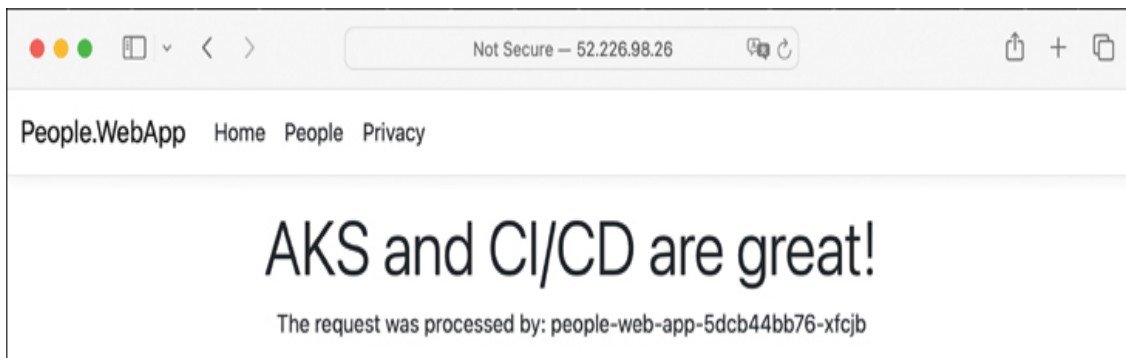 Not Secure — 52.226.98.26
People.WebApp Home People Privacy
AKS and CI/CD are great!
The request was processed by: people-web-app-5dcb44bb76-xfcjb